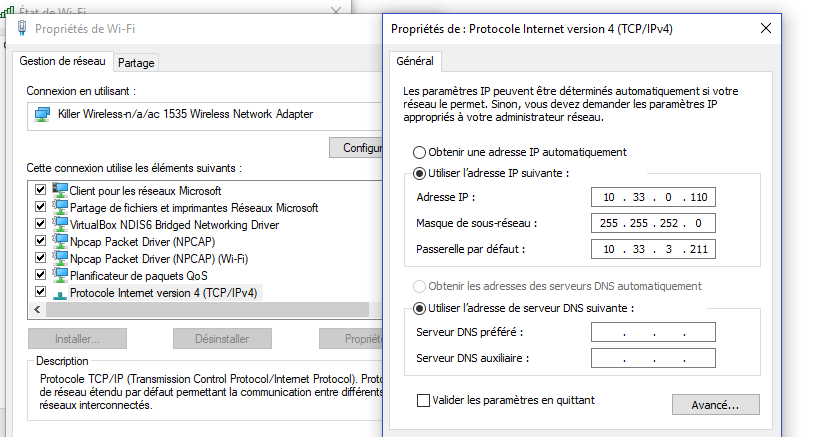 État de Wi-Fi
Propriétés de Wi-Fi
Gestion de réseau
Partage
Connexion en utilisant :
Killer Wireless-n/a/ac 1535 Wireless Network Adapter
Configur
Cette connexion utilise les éléments suivants :
Client pour les réseaux Microsoft
Partage de fichiers et imprimantes Réseaux Microsoft
VirtualBox NDIS6 Bridged Networking Driver
Npcap Packet Driver (NPCAP)
Npcap Packet Driver (NPCAP) (Wi-Fi)
Planificateur de paquets QoS
Protocole Internet version 4 (TCP/IPv4)
Installer...
Désinstaller
Propriété
Description
Protocole TCP/IP (Transmission Control Protocol/Internet Protocol). Proto
de réseau étendu par défaut permettant la communication entre différents
réseaux interconnectés.
Propriétés de : Protocole Internet version 4 (TCP/IPv4)
Général
Les paramètres IP peuvent être déterminés automatiquement si votre
réseau le permet. Sinon, vous devez demander les paramètres IP
appropriés à votre administrateur réseau.
Obtenir une adresse IP automatiquement
Utiliser l'adresse IP suivante :
Adresse IP : 10 . 33 . 0 . 110
Masque de sous-réseau : 255 . 255 . 252 . 0
Passerelle par défaut : 10 . 33 . 3 . 211
Obtenir les adresses des serveurs DNS automatiquement
Utiliser l'adresse de serveur DNS suivante :
Serveur DNS préféré : . . .
Serveur DNS auxiliaire : . . .
Valider les paramètres en quittant
Avancé...